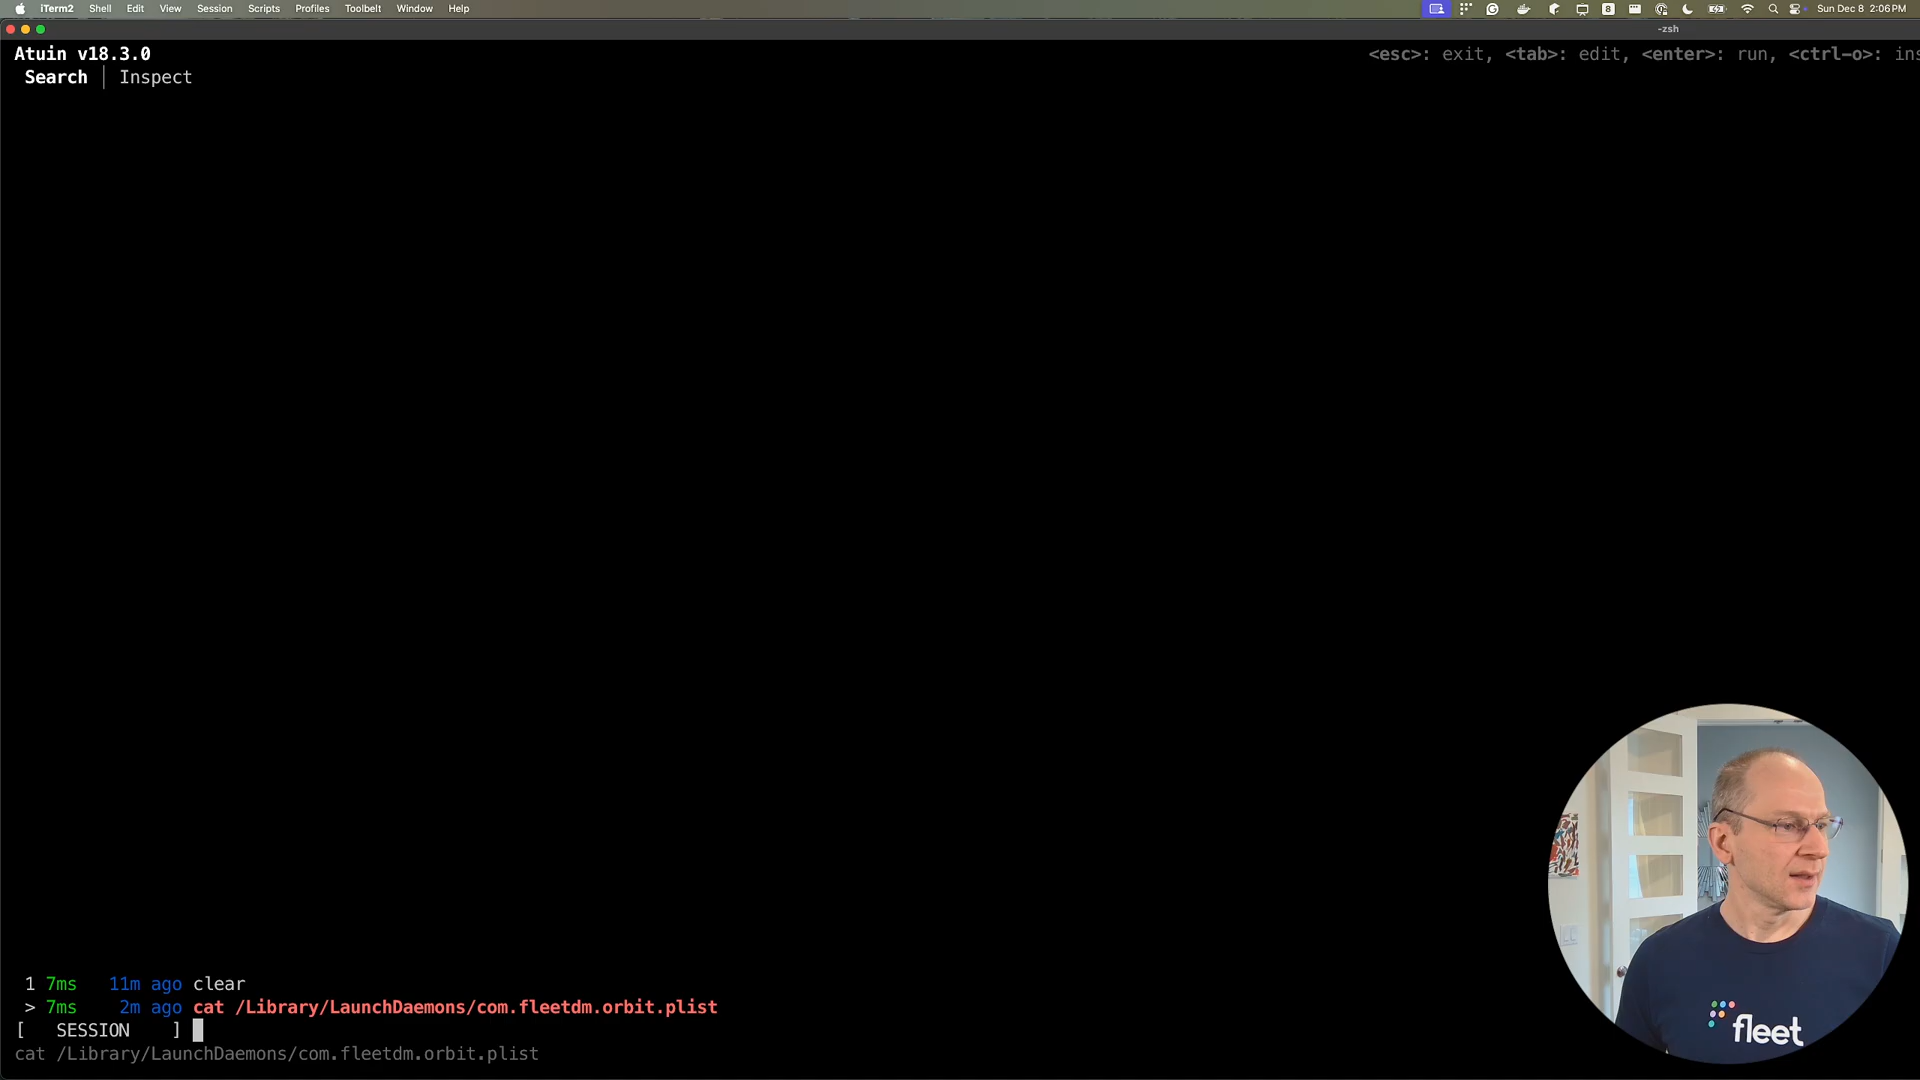 iTerm2 Shell Edit View Session Scripts Profiles Toolbelt Window Help
8 Sun Dec 8 2:06 PM
-zsh
Atuin v18.3.0
<esc>: exit, <tab>: edit, <enter>: run, <ctrl-o>: ins
Search │ Inspect
1 7ms 11m ago clear
> 7ms 2m ago cat /Library/LaunchDaemons/com.fleetdm.orbit.plist
[ SESSION ]
cat /Library/LaunchDaemons/com.fleetdm.orbit.plist
fleet